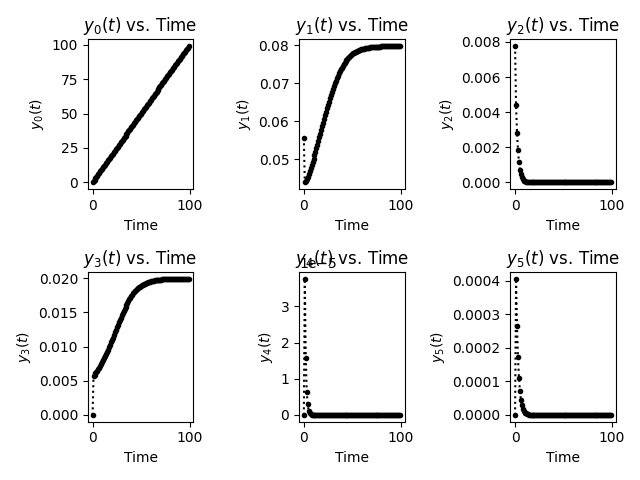 y₀(t) vs. Time
y₁(t) vs. Time
y₂(t) vs. Time
100
75
50
25
0
y₀(t)
0
100
Time
0.08
0.07
0.06
0.05
y₁(t)
0
100
Time
0.008
0.006
0.004
0.002
0.000
y₂(t)
0
100
Time
y₃(t) vs. Time
y₄(t) vs. Time
1e−5
y₅(t) vs. Time
0.020
0.015
0.010
0.005
0.000
y₃(t)
0
100
Time
3
2
1
0
y₄(t)
0
100
Time
0.0004
0.0003
0.0002
0.0001
0.0000
y₅(t)
0
100
Time